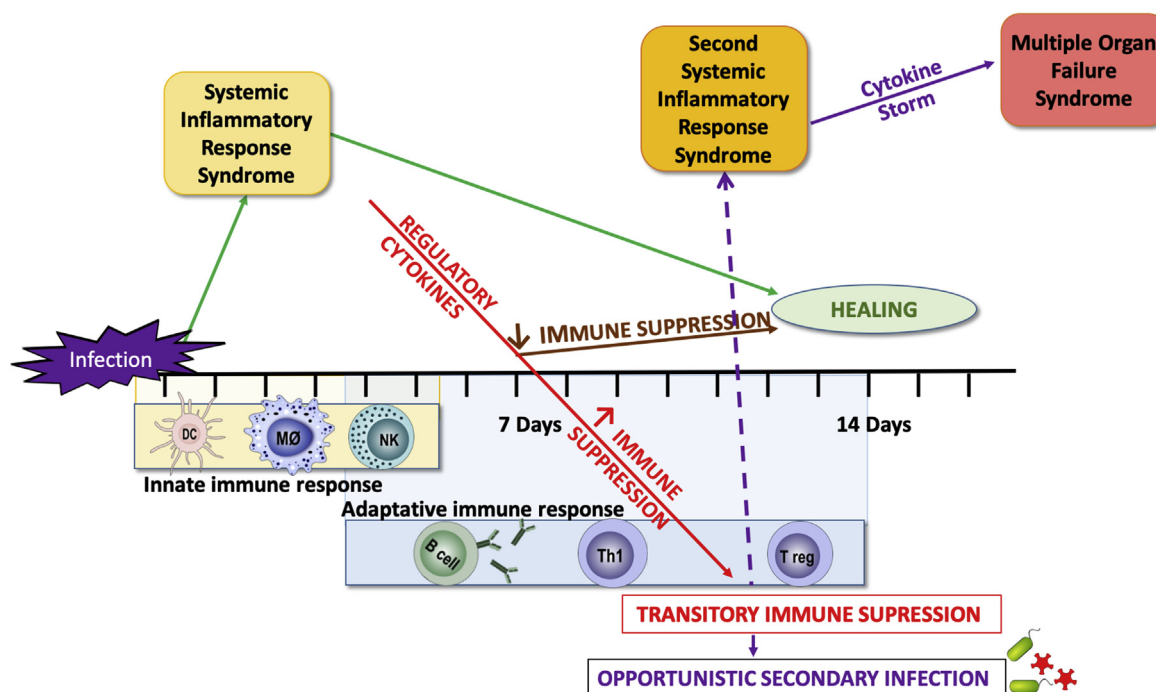 Second
Systemic
Inflammatory
Response
Syndrome
Multiple Organ
Failure
Syndrome
Cytokine
Storm
Systemic
Inflammatory
Response
Syndrome
REGULATORY
CYTOKINES
↓ IMMUNE SUPPRESSION
HEALING
Infection
7 Days
14 Days
DC
MØ
NK
↑ IMMUNE
SUPPRESSION
Innate immune response
Adaptative immune response
B cell
Th1
T reg
TRANSITORY IMMUNE SUPRESSION
OPPORTUNISTIC SECONDARY INFECTION